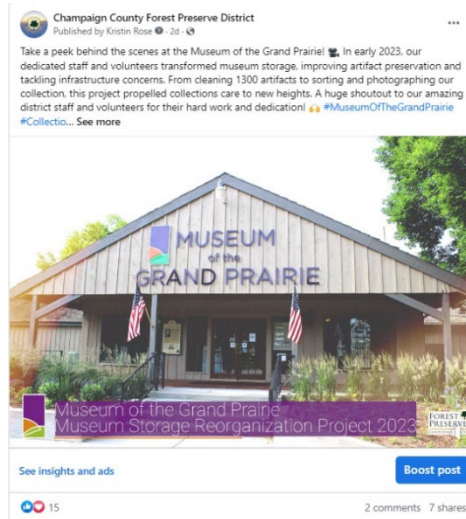 Champaign County Forest Preserve District
Published by Kristin Rose · 2d ·
Take a peek behind the scenes at the Museum of the Grand Prairie! In early 2023, our
dedicated staff and volunteers transformed museum storage, improving artifact preservation and
tackling infrastructure concerns. From cleaning 1300 artifacts to sorting and photographing our
collection, this project propelled collections care to new heights. A huge shoutout to our amazing
district staff and volunteers for their hard work and dedication! #MuseumOfTheGrandPrairie
#Collectio... See more
MUSEUM
of the
GRAND PRAIRIE
Museum of the Grand Prairie
Museum Storage Reorganization Project 2023
FOREST
PRESERVE
See insights and ads
Boost post
15
2 comments 7 shares